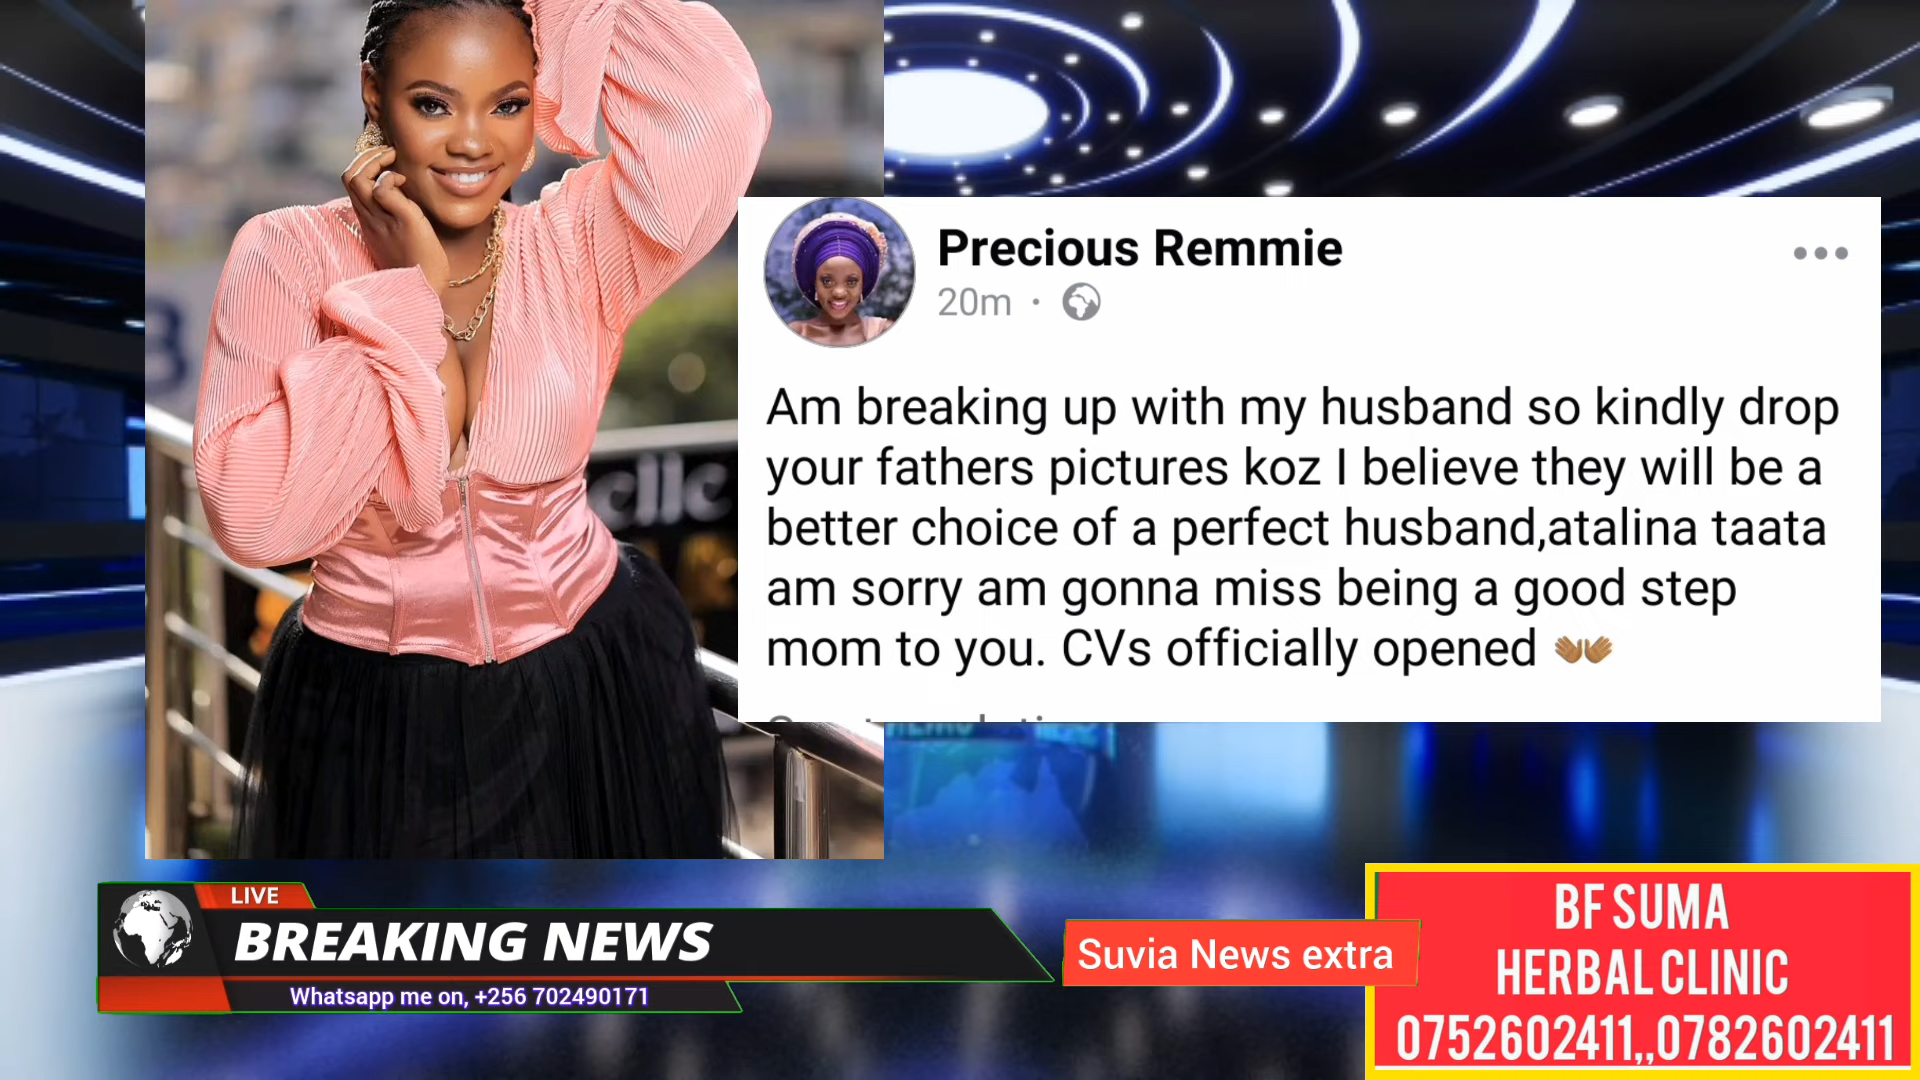 Precious Remmie
20m
Am breaking up with my husband so kindly drop
your fathers pictures koz I believe they will be a
better choice of a perfect husband,atalina taata
am sorry am gonna miss being a good step
mom to you. CVs officially opened 👐🏾
LIVE
BREAKING NEWS
Whatsapp me on, +256 702490171
Suvia News extra
BF SUMA
HERBAL CLINIC
0752602411,,0782602411